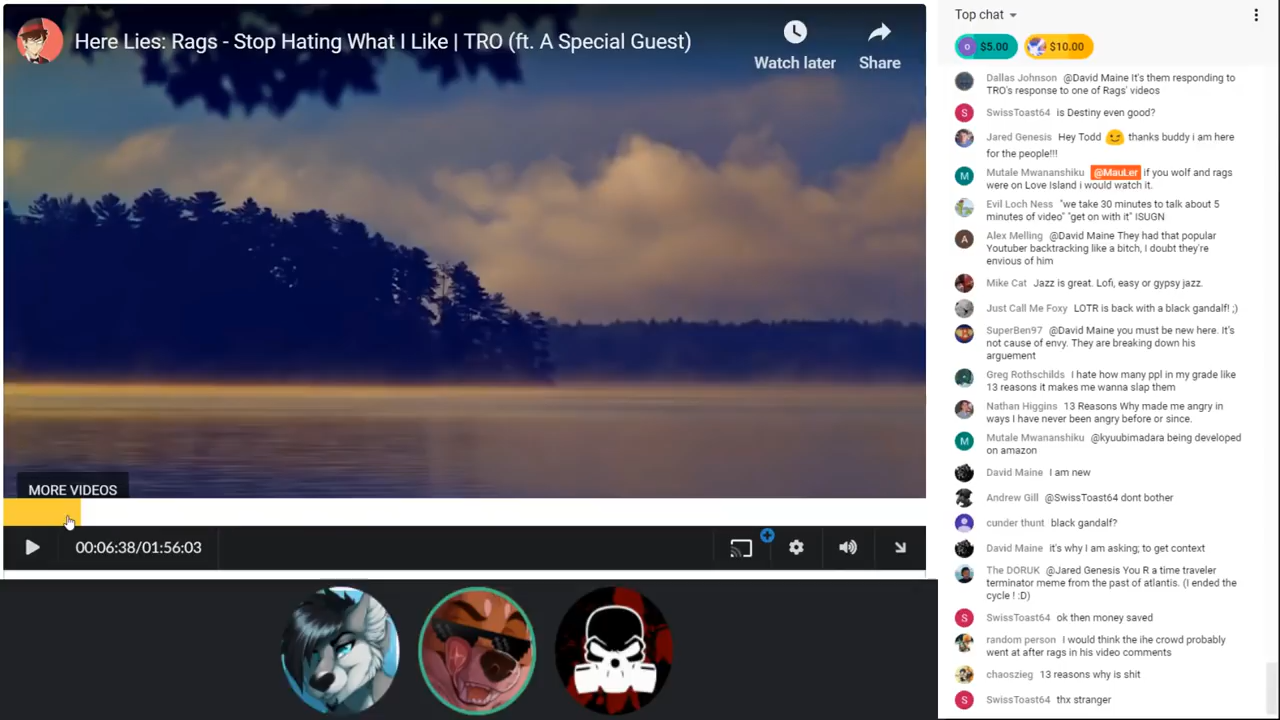 Here Lies: Rags - Stop Hating What I Like | TRO (ft. A Special Guest)
Watch later
Share
MORE VIDEOS
00:06:38/01:56:03
Top chat
$5.00
$10.00
Dallas Johnson @David Maine It's them responding to
TRO's response to one of Rags' videos
SwissToast64 is Destiny even good?
Jared Genesis Hey Todd 😉 thanks buddy i am here
for the people!!!
Mutale Mwananshiku @MauLer if you wolf and rags
were on Love Island i would watch it.
Evil Loch Ness "we take 30 minutes to talk about 5
minutes of video" "get on with it" ISUGN
Alex Melling @David Maine They had that popular
Youtuber backtracking like a bitch, I doubt they're
envious of him
Mike Cat Jazz is great. Lofi, easy or gypsy jazz.
Just Call Me Foxy LOTR is back with a black gandalf! ;)
SuperBen97 @David Maine you must be new here. It's
not cause of envy. They are breaking down his
arguement
Greg Rothschilds I hate how many ppl in my grade like
13 reasons it makes me wanna slap them
Nathan Higgins 13 Reasons Why made me angry in
ways I have never been angry before or since.
Mutale Mwananshiku @kyuubimadara being developed
on amazon
David Maine I am new
Andrew Gill @SwissToast64 dont bother
cunder thunt black gandalf?
David Maine it's why I am asking; to get context
The DORUK @Jared Genesis You R a time traveler
terminator meme from the past of atlantis. (I ended the
cycle ! :D)
SwissToast64 ok then money saved
random person I would think the ihe crowd probably
went at after rags in his video comments
chaoszieg 13 reasons why is shit
SwissToast64 thx stranger